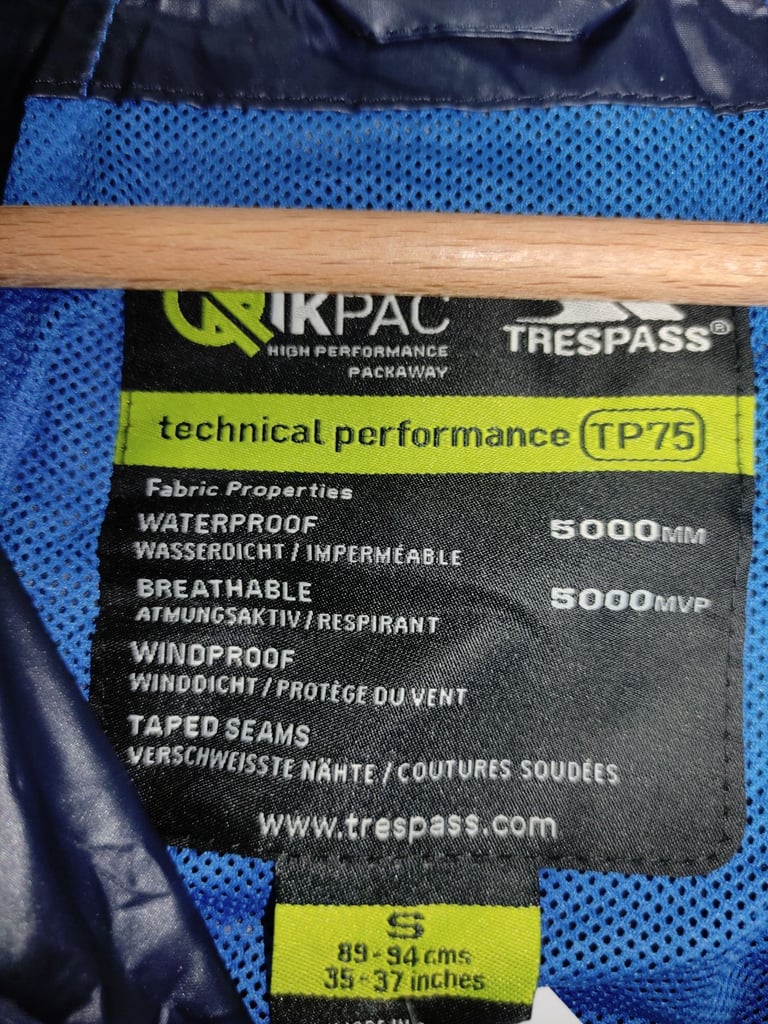 QIKPAC
HIGH PERFORMANCE
PACKAWAY
TRESPASS®
technical performance TP75
Fabric Properties
WATERPROOF 5000MM
WASSERDICHT / IMPERMÉABLE
BREATHABLE 5000MVP
ATMUNGSAKTIV / RESPIRANT
WINDPROOF
WINDDICHT / PROTÈGE DU VENT
TAPED SEAMS
VERSCHWEISSTE NÄHTE / COUTURES SOUDÉES
www.trespass.com
S
89 - 94 cms
35 - 37 inches